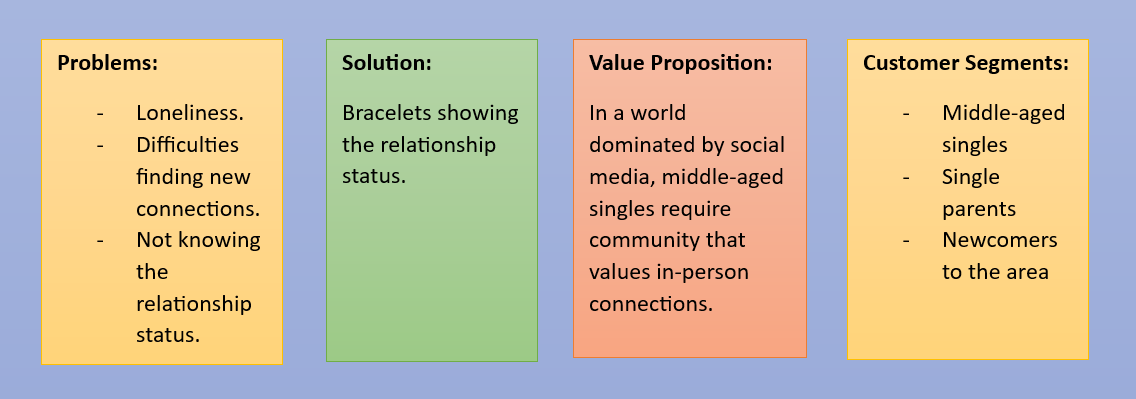 Problems:
- Loneliness.
- Difficulties
finding new
connections.
- Not knowing
the
relationship
status.
Solution:
Bracelets showing
the relationship
status.
Value Proposition:
In a world
dominated by social
media, middle-aged
singles require
community that
values in-person
connections.
Customer Segments:
- Middle-aged
singles
- Single
parents
- Newcomers
to the area